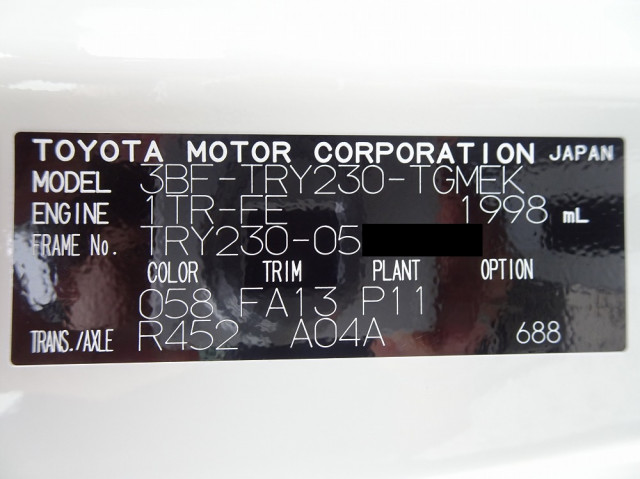 TOYOTA MOTOR CORPORATION JAPAN
MODEL 3BF-TRY230-TGMEK
ENGINE 1TR-FE 1998 mL
FRAME No. TRY230-05
COLOR TRIM PLANT OPTION
058 FA13 P11
TRANS./AXLE R452 A04A 688